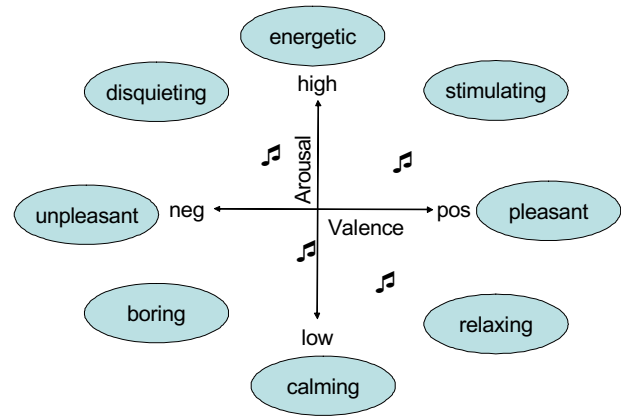 energetic
high
disquieting
stimulating
Arousal
unpleasant
neg
pos
pleasant
Valence
boring
relaxing
low
calming